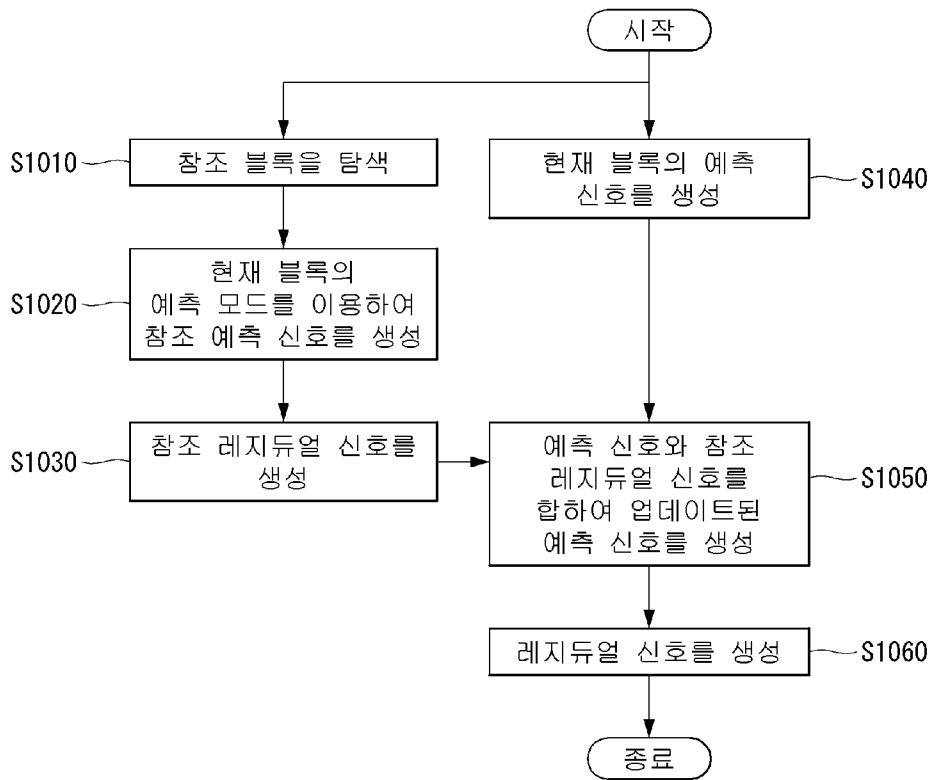 시작
S1010
참조 블록을 탐색
현재 블록의 예측
신호를 생성
S1040
S1020
현재 블록의
예측 모드를 이용하여
참조 예측 신호를 생성
S1030
참조 레지듀얼 신호를
생성
예측 신호와 참조
레지듀얼 신호를
합하여 업데이트된
예측 신호를 생성
S1050
레지듀얼 신호를 생성
S1060
종료